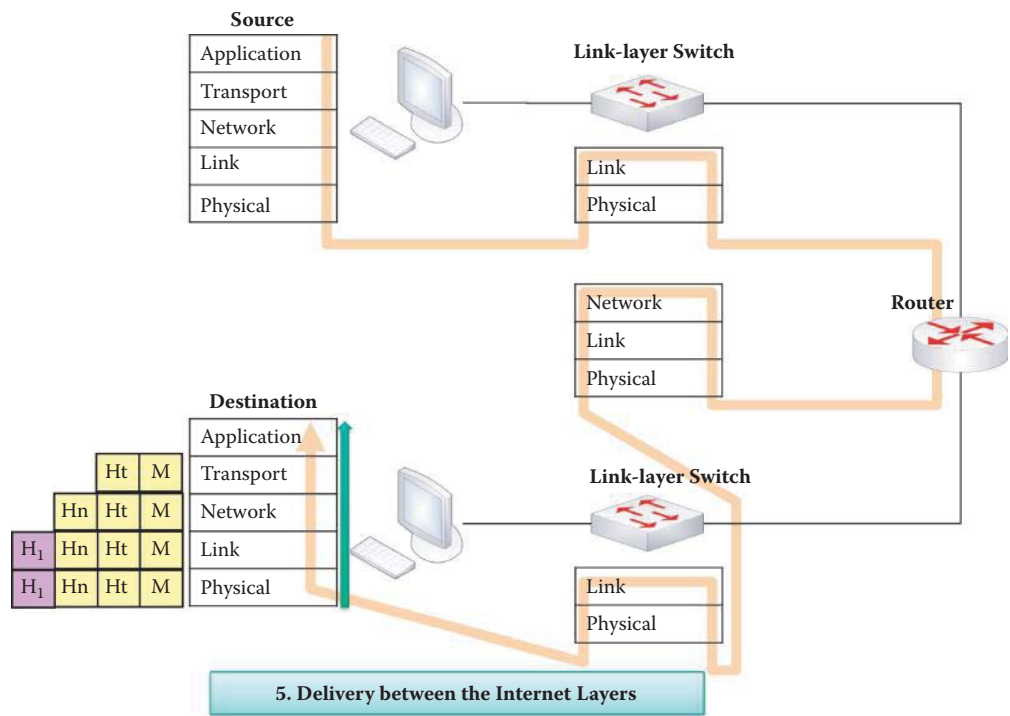 Source
Application
Transport
Network
Link
Physical
Link-layer Switch
Link
Physical
Network
Link
Physical
Router
Destination
Application
Transport
Network
Link
Physical
Ht M
Hn Ht M
H1 Hn Ht M
H1 Hn Ht M
Link-layer Switch
Link
Physical
5. Delivery between the Internet Layers